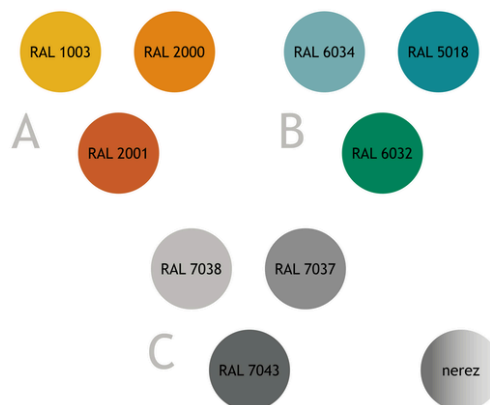 RAL 1003
RAL 2000
RAL 6034
RAL 5018
A
RAL 2001
B
RAL 6032
RAL 7038
RAL 7037
C
RAL 7043
nerez